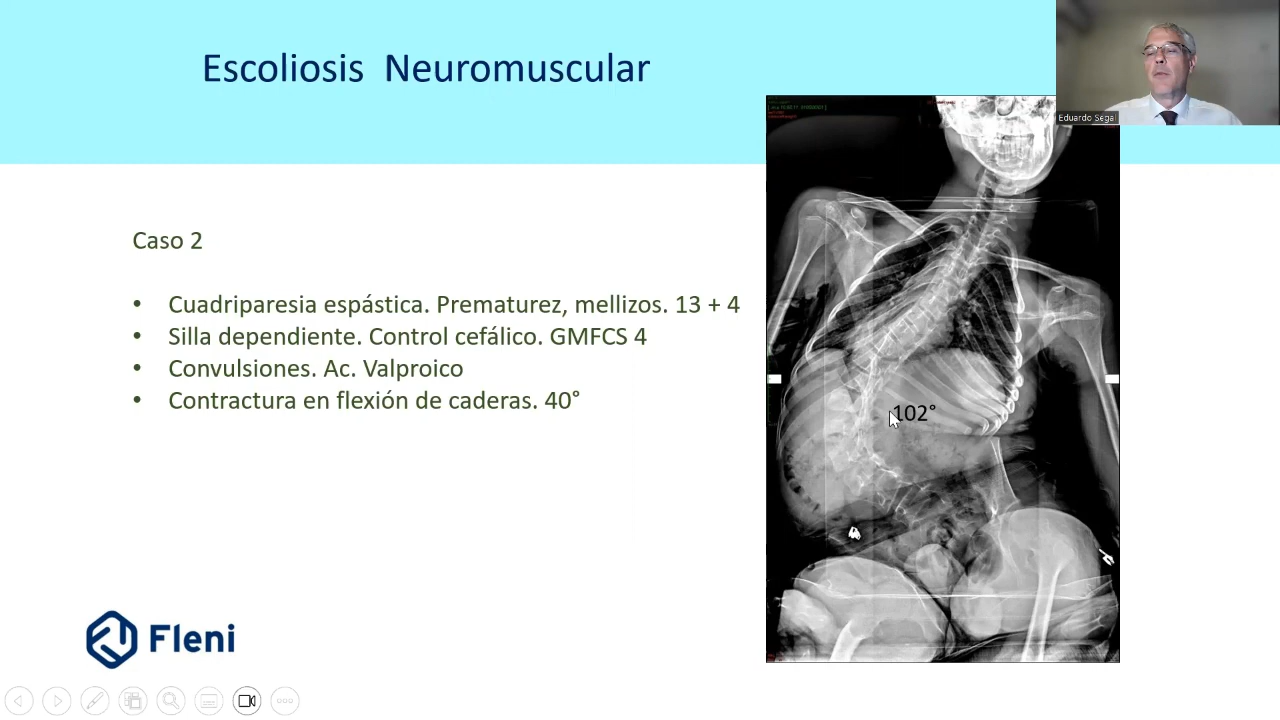 Escoliosis Neuromuscular
Eduardo Segal
Caso 2
• Cuadriparesia espástica. Prematurez, mellizos. 13 + 4
• Silla dependiente. Control cefálico. GMFCS 4
• Convulsiones. Ac. Valproico
• Contractura en flexión de caderas. 40°
102°
Fleni